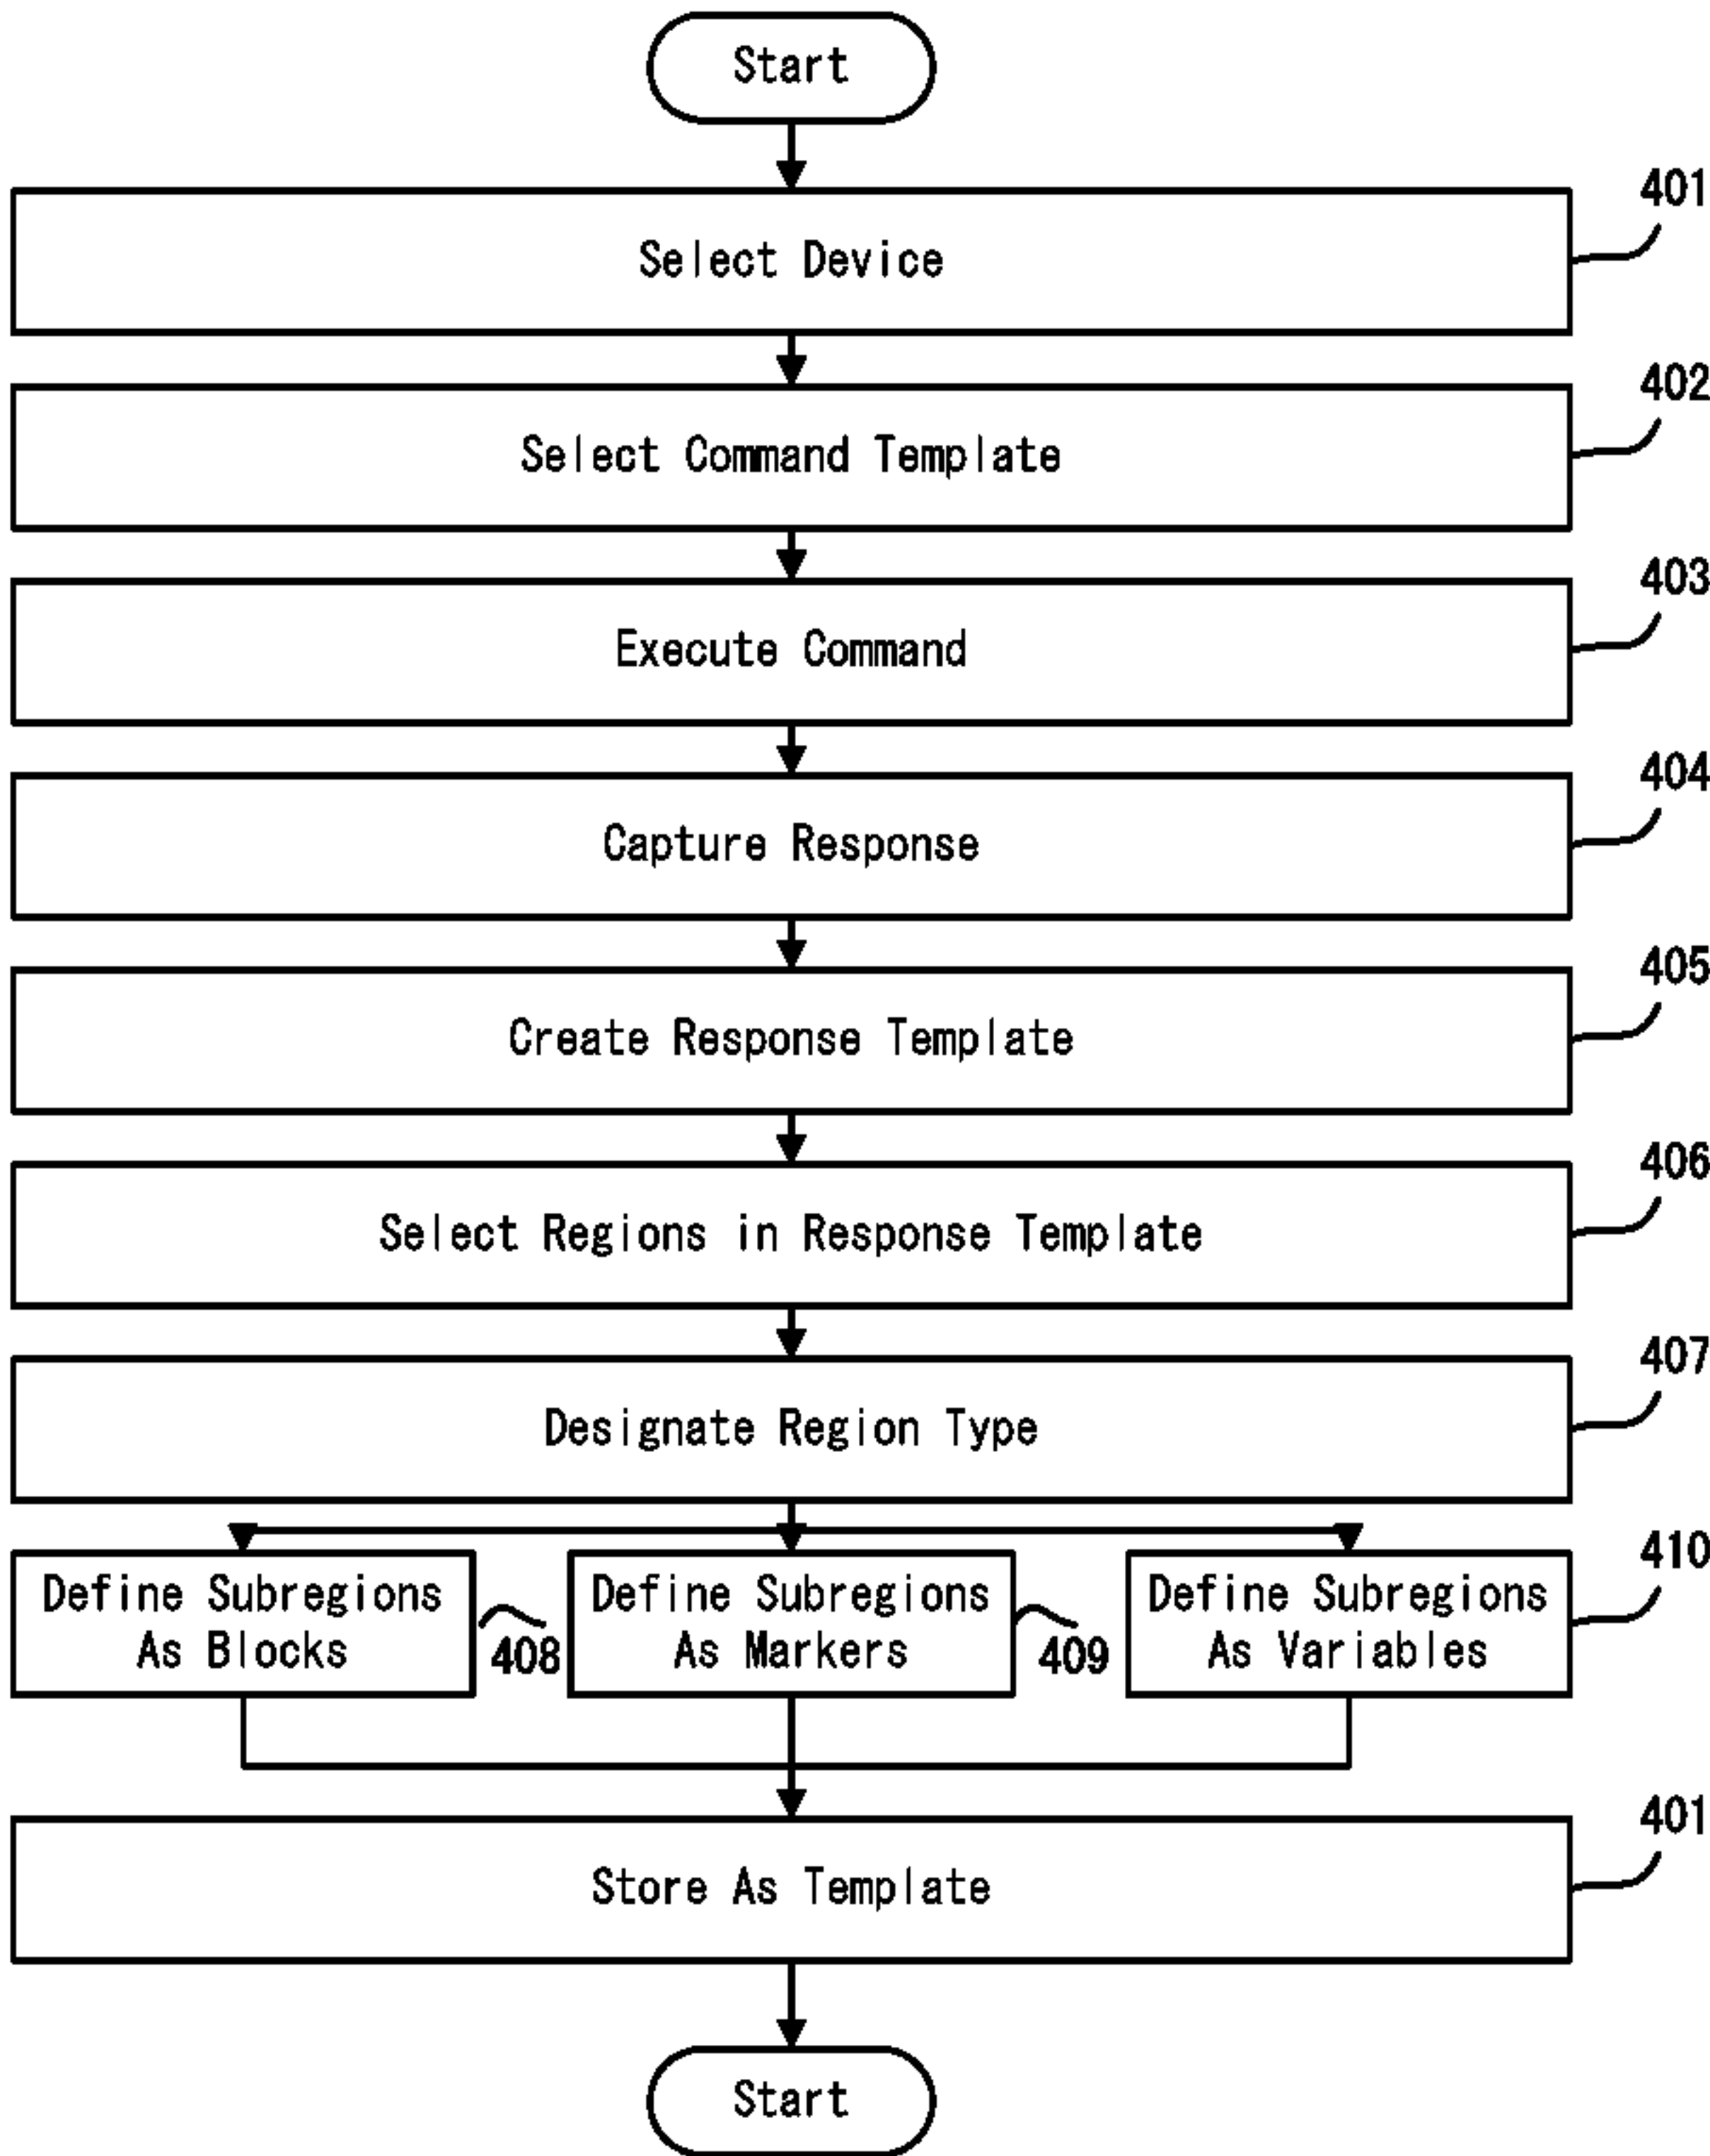 Start
401
Select Device
402
Select Command Template
403
Execute Command
404
Capture Response
405
Create Response Template
406
Select Regions in Response Template
407
Designate Region Type
410
Define Subregions
As Blocks
408
Define Subregions
As Markers
409
Define Subregions
As Variables
401
Store As Template
Start